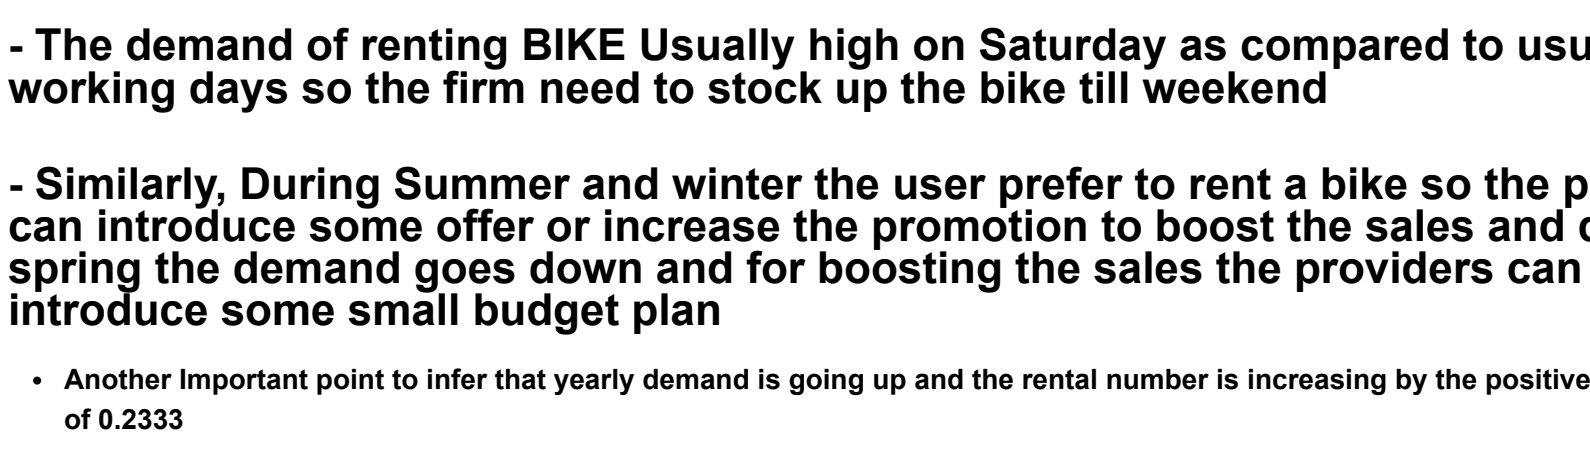 - The demand of renting BIKE Usually high on Saturday as compared to
working days so the firm need to stock up the bike till weekend
- Similarly, During Summer and winter the user prefer to rent a bike so the
can introduce some offer or increase the promotion to boost the sales and
spring the demand goes down and for boosting the sales the providers can
introduce some small budget plan
• Another Important point to infer that yearly demand is going up and the rental number is increasing by the positive
of 0.2333